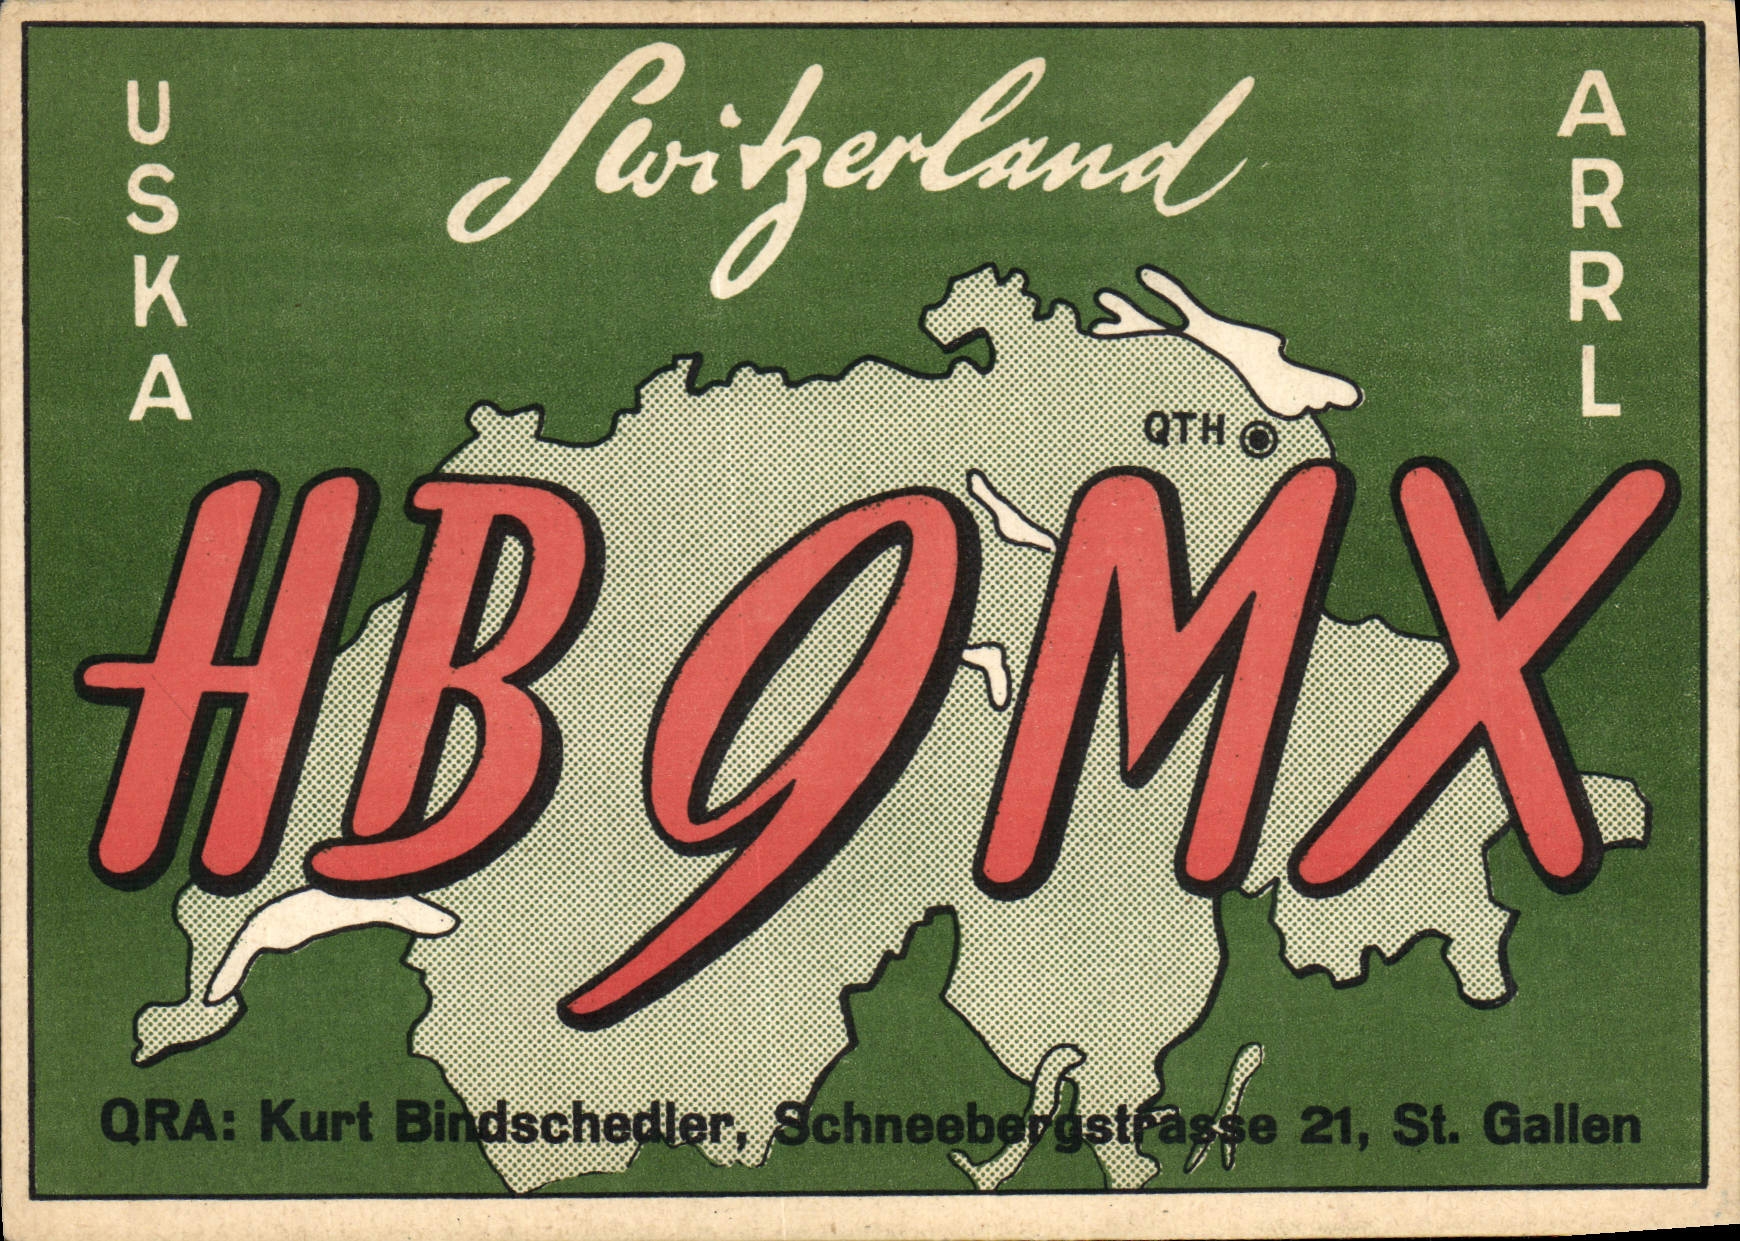 Switzerland
USKA
ARRL
QTH
HB9MX
QRA: Kurt Bindschedler, Schneebergstrasse 21, St. Gallen